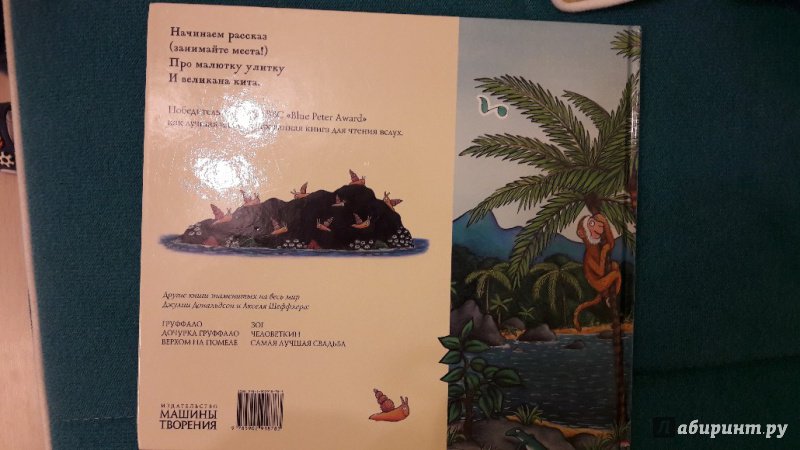 Начинаем рассказ
(занимайте места!)
Про малютку улитку
И великана кита.
Победитель BBC «Blue Peter Award»
как лучшая книга для чтения вслух.
Другие книги знаменитых на весь мир
Джулии Дональдсон и Акселя Шеффлера:
ГРУФФАЛО
ДОЧУРКА ГРУФФАЛО
ВЕРХОМ НА ПОМЕЛЕ
ЗОГ
ЧЕЛОВЕТКИН
САМАЯ ЛУЧШАЯ СВАДЬБА
ИЗДАТЕЛЬСТВО
МАШИНЫ
ТВОРЕНИЯ
Лабиринт.ру